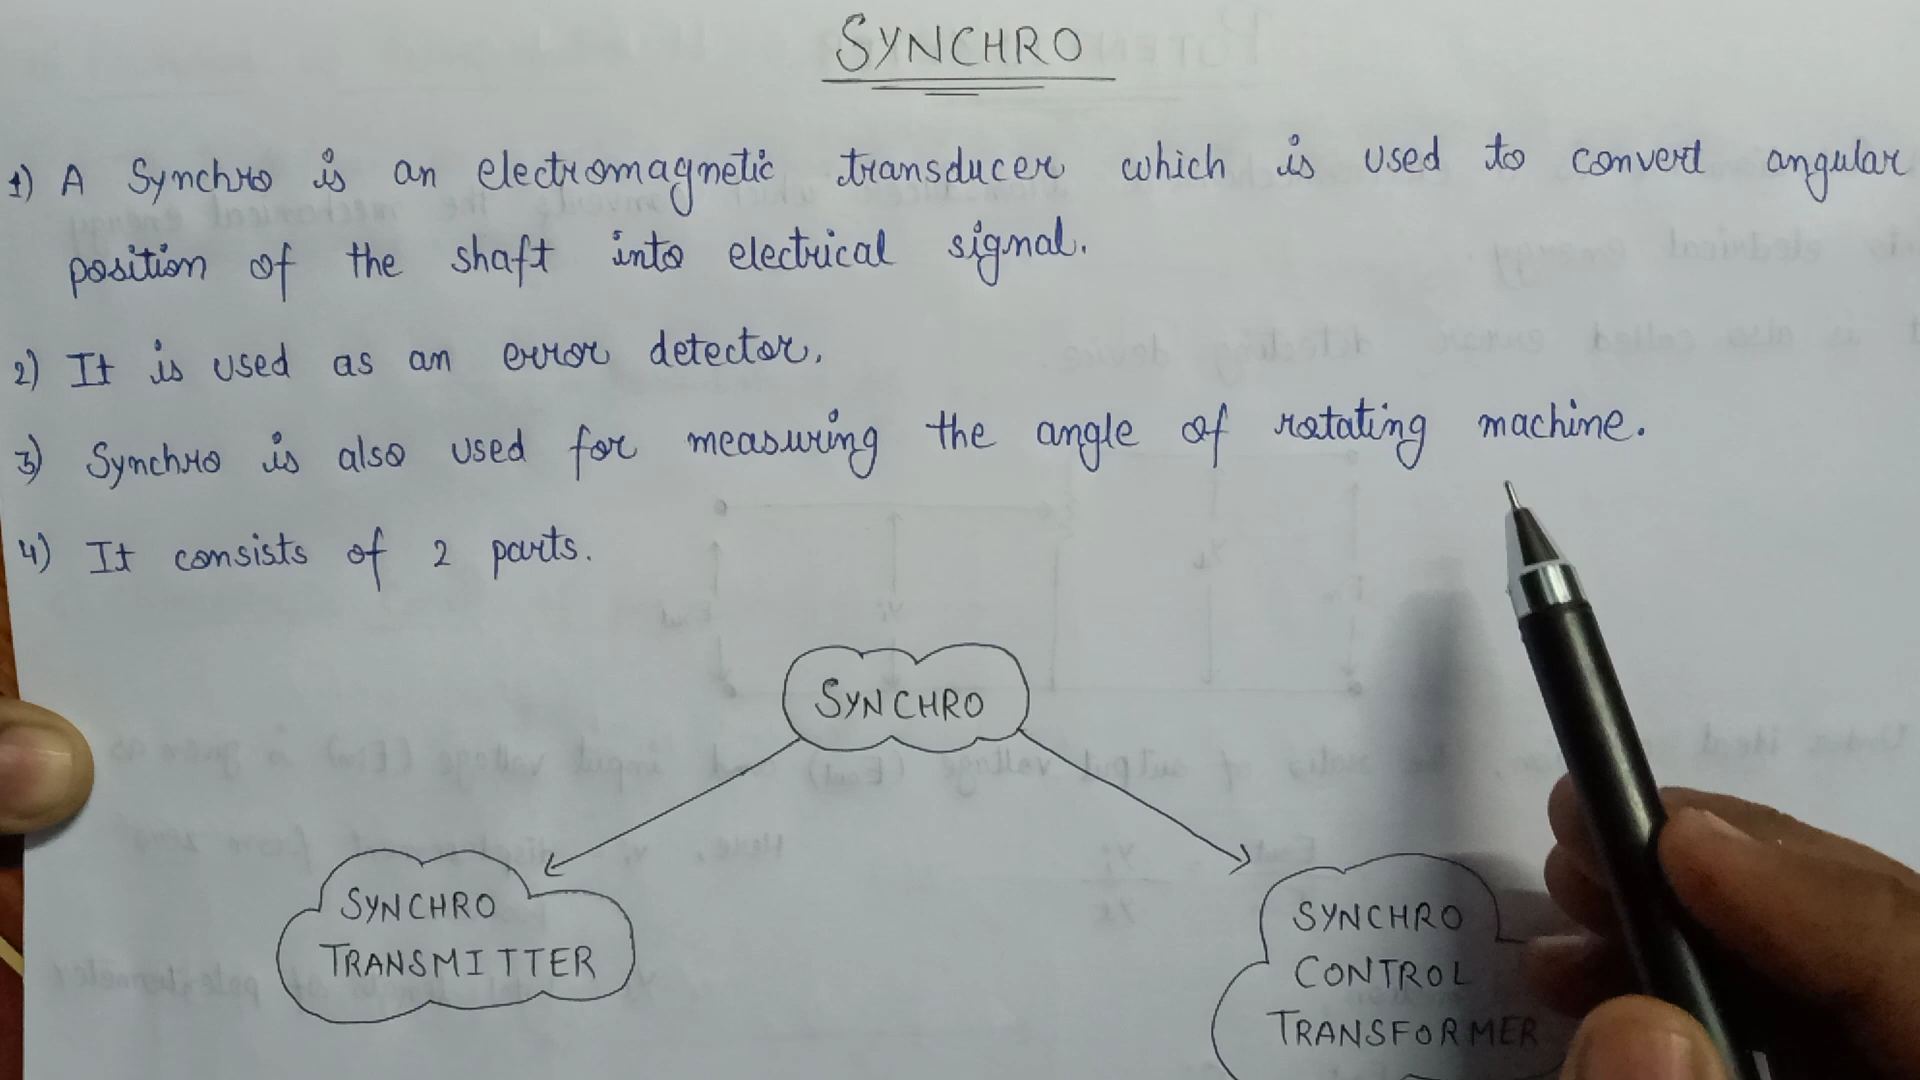 SYNCHRO
1) A Synchro is an electromagnetic transducer which is used to convert angular
position of the shaft into electrical signal.
2) It is used as an error detector.
3) Synchro is also used for measuring the angle of rotating machine.
4) It consists of 2 parts.
SYNCHRO
SYNCHRO
TRANSMITTER
SYNCHRO
CONTROL
TRANSFORMER